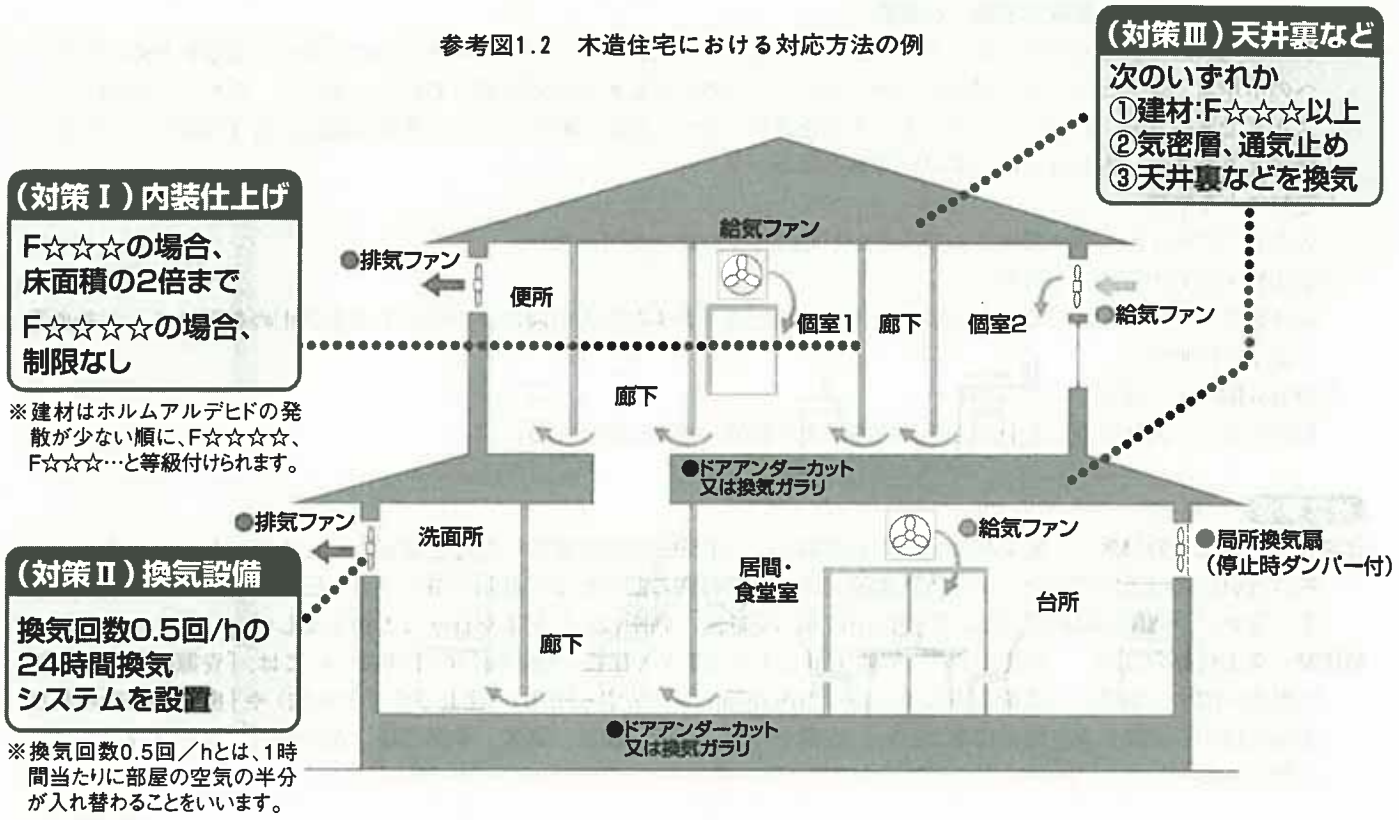 参考図1.2 木造住宅における対応方法の例
(対策Ⅲ)天井裏など
次のいずれか
①建材:F☆☆☆以上
②気密層、通気止め
③天井裏などを換気
(対策Ⅰ)内装仕上げ
F☆☆☆の場合、
床面積の2倍まで
F☆☆☆☆の場合、
制限なし
※建材はホルムアルデヒドの発
散が少ない順に、F☆☆☆☆、
F☆☆☆…と等級付けられます。
給気ファン
●排気ファン
便所
個室1
廊下
個室2
●給気ファン
廊下
●ドアアンダーカット
又は換気ガラリ
●排気ファン
洗面所
●給気ファン
●局所換気扇
(停止時ダンパー付)
居間・
食堂室
台所
廊下
●ドアアンダーカット
又は換気ガラリ
(対策Ⅱ)換気設備
換気回数0.5回/hの
24時間換気
システムを設置
※換気回数0.5回/hとは、1時
間当たりに部屋の空気の半分
が入れ替わることをいいます。